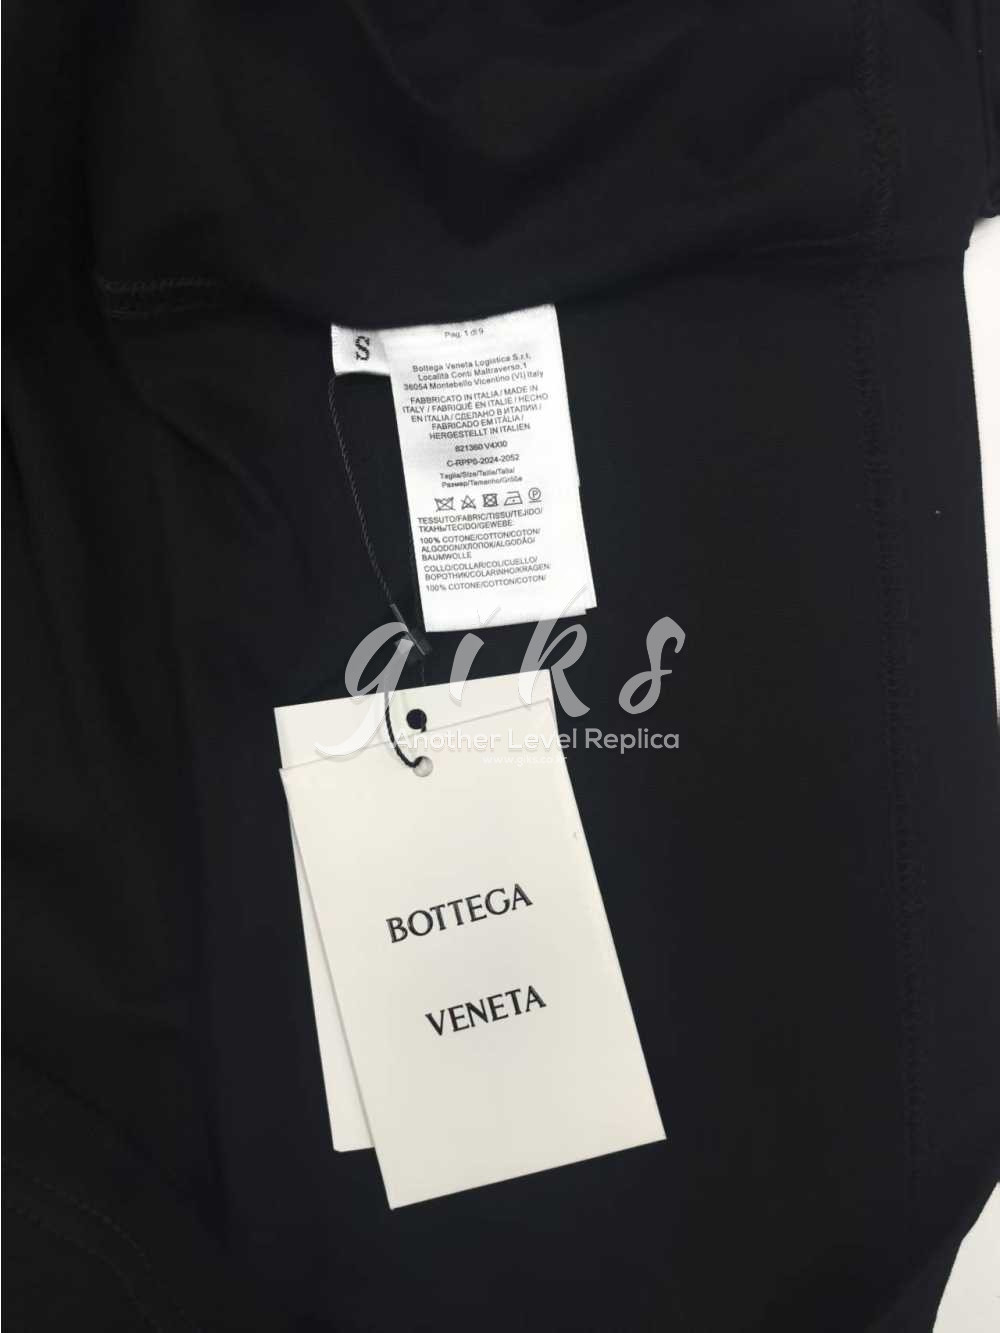 S
Pag. 1 di 9
Bottega Veneta Logistica S.r.l.
Località Conti Maltraverso,1
36054 Montebello Vicentino (VI) Italy
FABBRICATO IN ITALIA / MADE IN
ITALY / FABRIQUÉ EN ITALIE / HECHO
EN ITALIA / СДЕЛАНО В ИТАЛИИ /
FABRICADO EM ITÁLIA /
HERGESTELLT IN ITALIEN
821360 V4XI0
C-RPP0-2024-2052
Taglia/Size/Taille/Talla/
Размер/Tamanho/Größe
P
TESSUTO/FABRIC/TISSU/TEJIDO/
ТКАНЬ/TECIDO/GEWEBE:
100% COTONE/COTTON/COTON/
ALGODON/ХЛОПОК/ALGODÃO/
BAUMWOLLE
COLLO/COLLAR/COL/CUELLO/
ВОРОТНИК/COLARINHO/KRAGEN:
100% COTONE/COTTON/COTON/
giks
Another Level Replica
BOTTEGA
VENETA